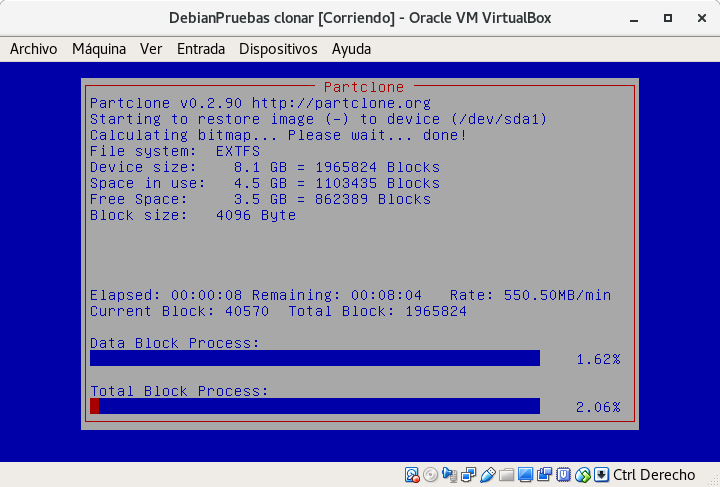 DebianPruebas clonar [Corriendo] - Oracle VM VirtualBox
Archivo Máquina Ver Entrada Dispositivos Ayuda
Partclone
Partclone v0.2.90 http://partclone.org
Starting to restore image (-) to device (/dev/sda1)
Calculating bitmap... Please wait... done!
File system: EXTFS
Device size: 8.1 GB = 1965824 Blocks
Space in use: 4.5 GB = 1103435 Blocks
Free Space: 3.5 GB = 862389 Blocks
Block size: 4096 Byte
Elapsed: 00:00:08 Remaining: 00:08:04 Rate: 550.50MB/min
Current Block: 40570 Total Block: 1965824
Data Block Process:
1.62%
Total Block Process:
2.06%
Ctrl Derecho